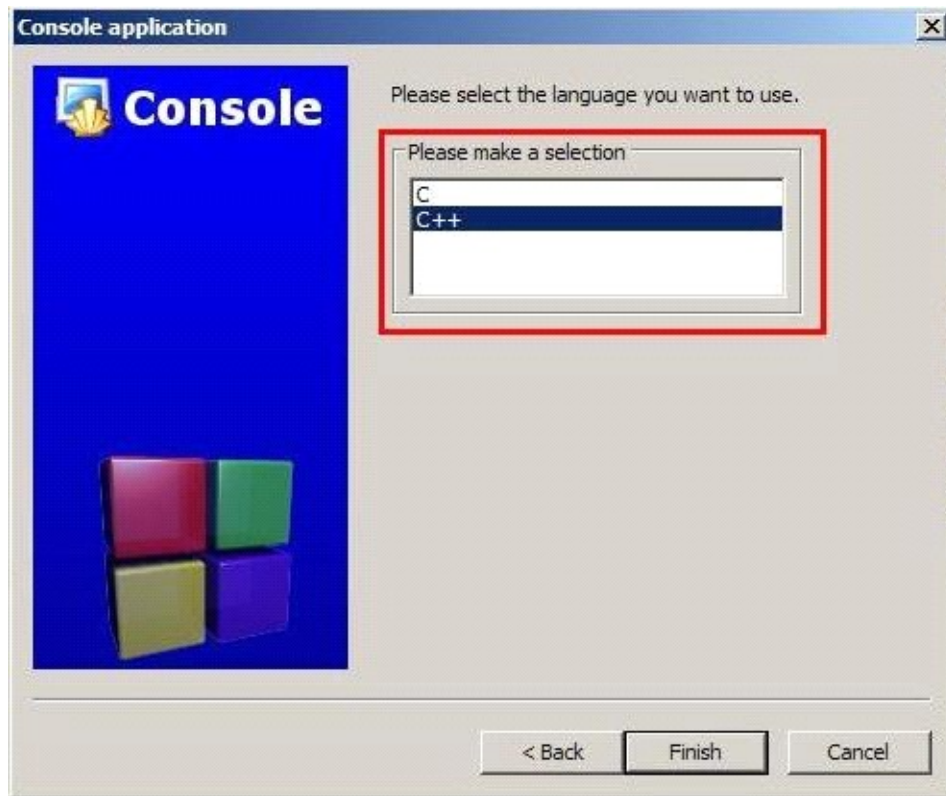 Console application
Console
Please select the language you want to use.
Please make a selection
C
C++
< Back Finish Cancel